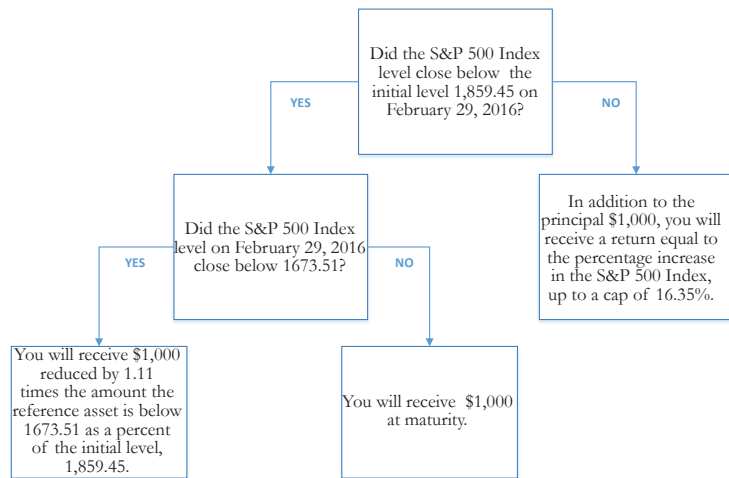 Did the S&P 500 Index
level close below the
initial level 1,859.45 on
February 29, 2016?
YES
NO
Did the S&P 500 Index
level on February 29, 2016
close below 1673.51?
In addition to the
principal $1,000, you will
receive a return equal to
the percentage increase
in the S&P 500 Index,
up to a cap of 16.35%.
YES
NO
You will receive $1,000
reduced by 1.11
times the amount the
reference asset is below
1673.51 as a percent
of the initial level,
1,859.45.
You will receive $1,000
at maturity.